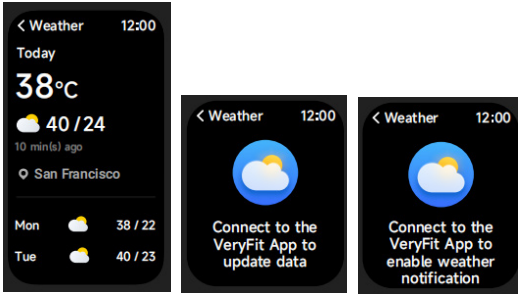 < Weather 12:00
Today
38°C
40 / 24
10 min(s) ago
San Francisco
Mon 38 / 22
Tue 40 / 23
< Weather 12:00
Connect to the
VeryFit App to
update data
< Weather 12:00
Connect to the
VeryFit App to
enable weather
notification